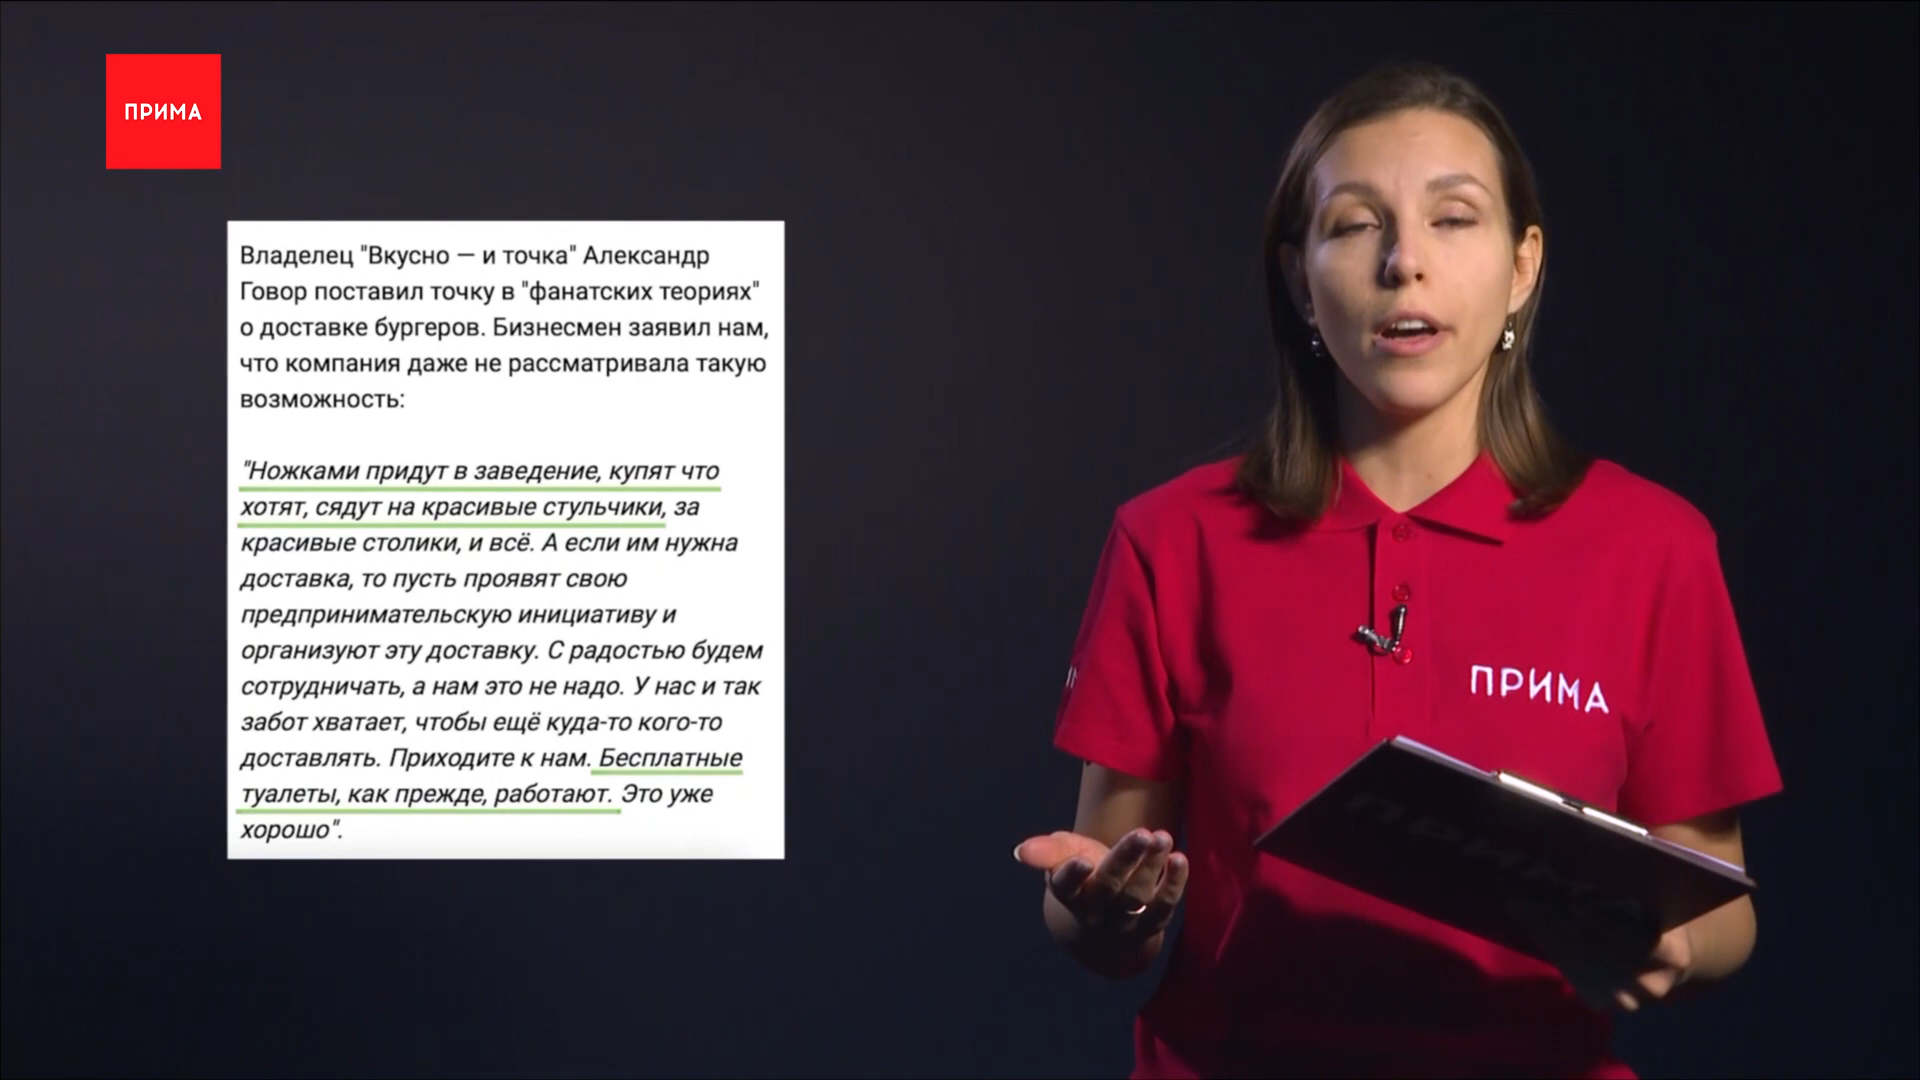 ПРИМА
Владелец "Вкусно — и точка" Александр
Говор поставил точку в "фанатских теориях"
о доставке бургеров. Бизнесмен заявил нам,
что компания даже не рассматривала такую
возможность:
"Ножками придут в заведение, купят что
хотят, сядут на красивые стульчики, за
красивые столики, и всё. А если им нужна
доставка, то пусть проявят свою
предпринимательскую инициативу и
организуют эту доставку. С радостью будем
сотрудничать, а нам это не надо. У нас и так
забот хватает, чтобы ещё куда-то кого-то
доставлять. Приходите к нам. Бесплатные
туалеты, как прежде, работают. Это уже
хорошо".
ПРИМА
ПРИМА